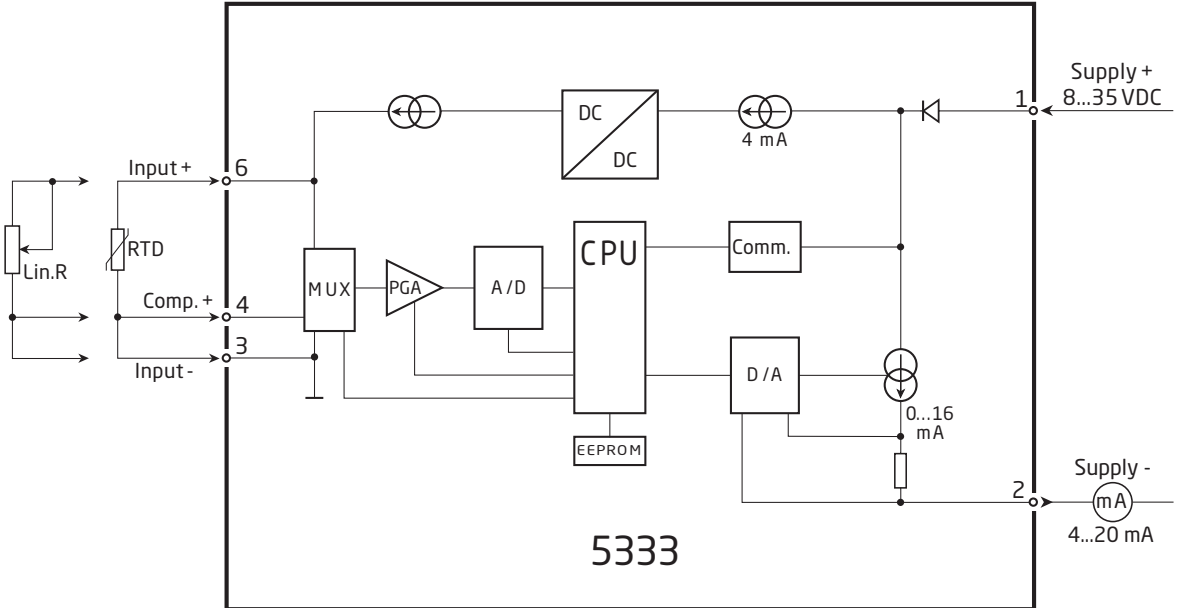 Supply +
8...35 VDC
1
DC
DC
4 mA
Input +
6
RTD
Lin.R
Comp. +
4
3
Input -
MUX
PGA
A/D
CPU
Comm.
D/A
0...16
mA
EEPROM
Supply -
2
mA
4...20 mA
5333